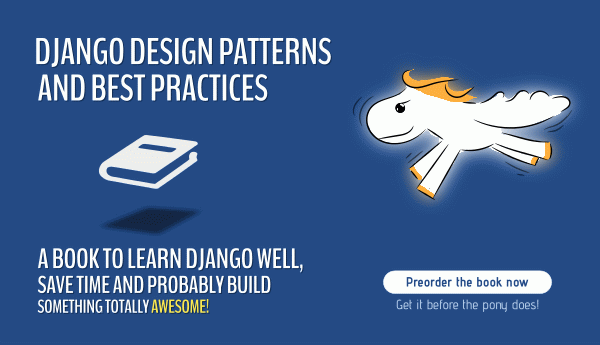 DJANGO DESIGN PATTERNS
AND BEST PRACTICES
A BOOK TO LEARN DJANGO WELL,
SAVE TIME AND PROBABLY BUILD
SOMETHING TOTALLY AWESOME!
Preorder the book now
Get it before the pony does!